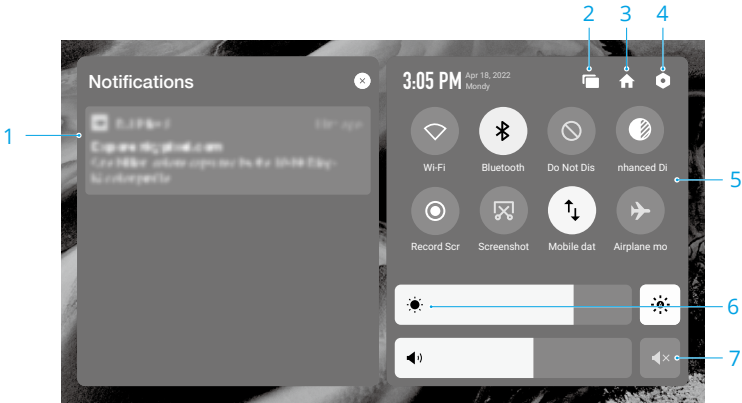 2 3 4
Notifications
3:05 PM Apr 18, 2022
Mondy
1
Wi-Fi Bluetooth Do Not Dis nhanced Di
5
Record Scr Screenshot Mobile dat Airplane mo
6
7